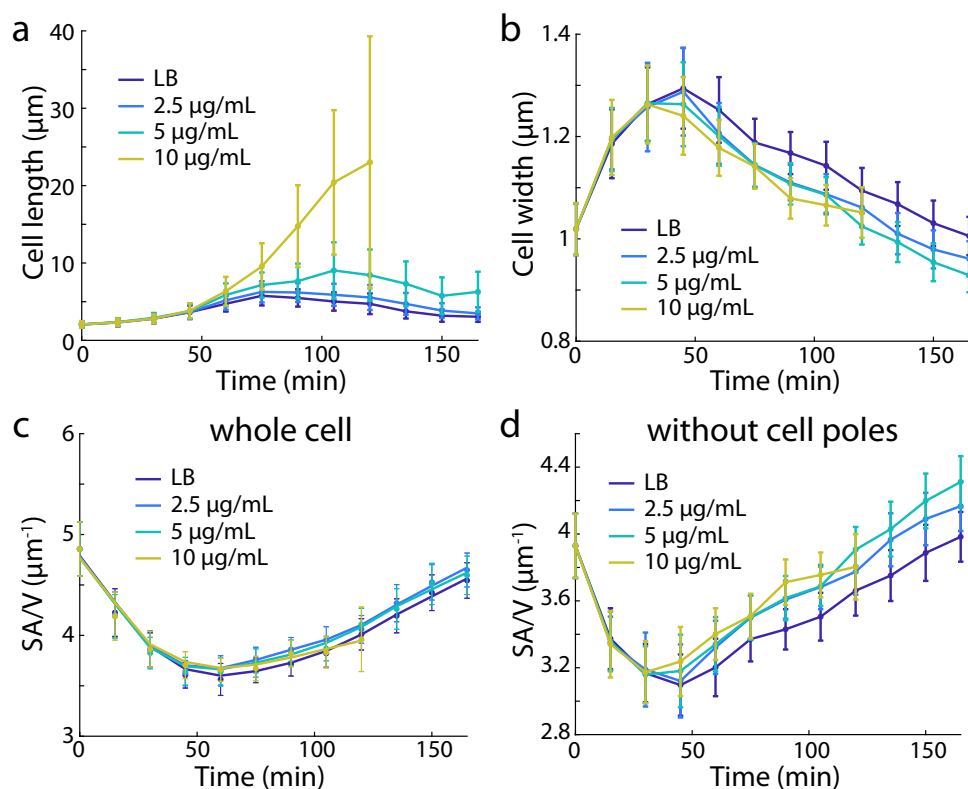 a
Cell length (μm)
40
30
20
10
0
LB
2.5 μg/mL
5 μg/mL
10 μg/mL
0
50
100
150
Time (min)
b
Cell width (μm)
1.4
1.2
1
0.8
LB
2.5 μg/mL
5 μg/mL
10 μg/mL
0
50
100
150
Time (min)
c
whole cell
SA/V (μm⁻¹)
6
5
4
3
LB
2.5 μg/mL
5 μg/mL
10 μg/mL
0
50
100
150
Time (min)
d
without cell poles
SA/V (μm⁻¹)
4.4
4
3.6
3.2
2.8
LB
2.5 μg/mL
5 μg/mL
10 μg/mL
0
50
100
150
Time (min)